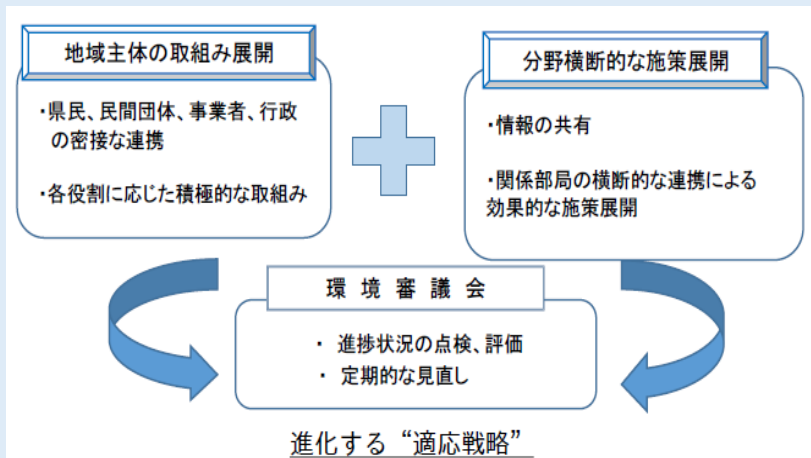 地域主体の取組み展開
・県民、民間団体、事業者、行政
の密接な連携
・各役割に応じた積極的な取組み
分野横断的な施策展開
・情報の共有
・関係部局の横断的な連携による
効果的な施策展開
環 境 審 議 会
・ 進捗状況の点検、評価
・ 定期的な見直し
進化する“適応戦略”